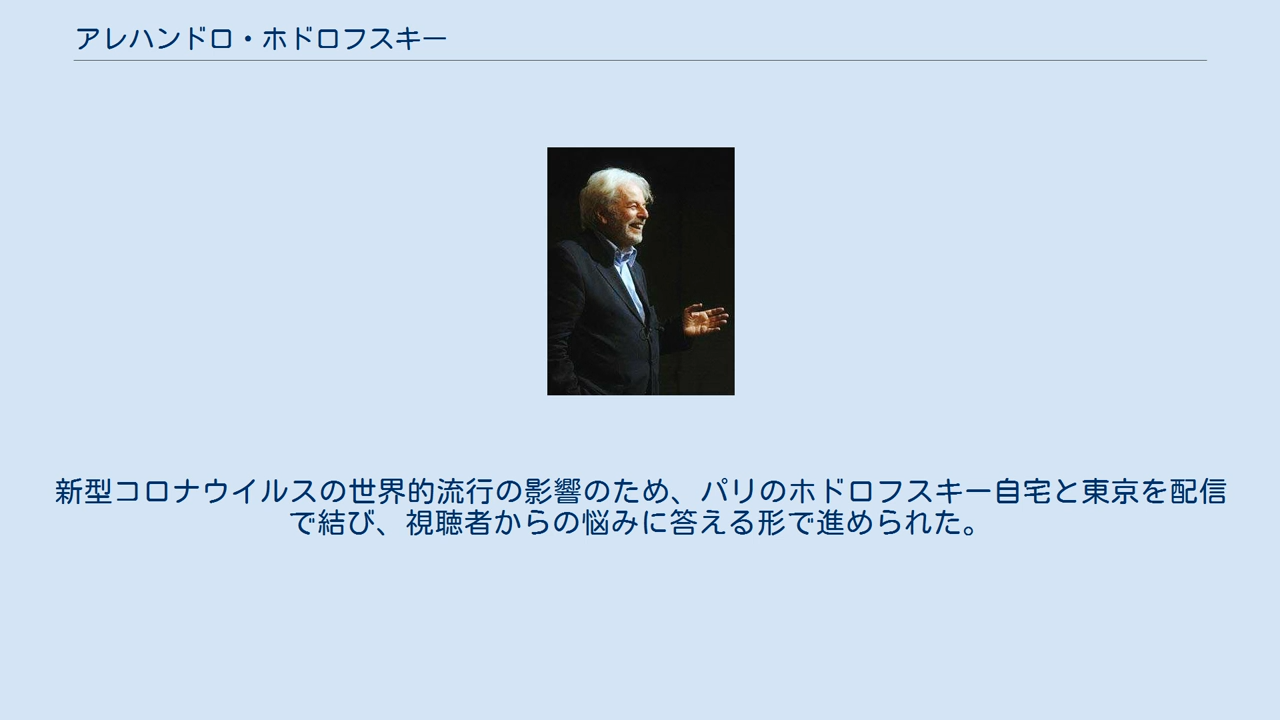 アレハンドロ・ホドロフスキー
新型コロナウイルスの世界的流行の影響のため、パリのホドロフスキー自宅と東京を配信
で結び、視聴者からの悩みに答える形で進められた。